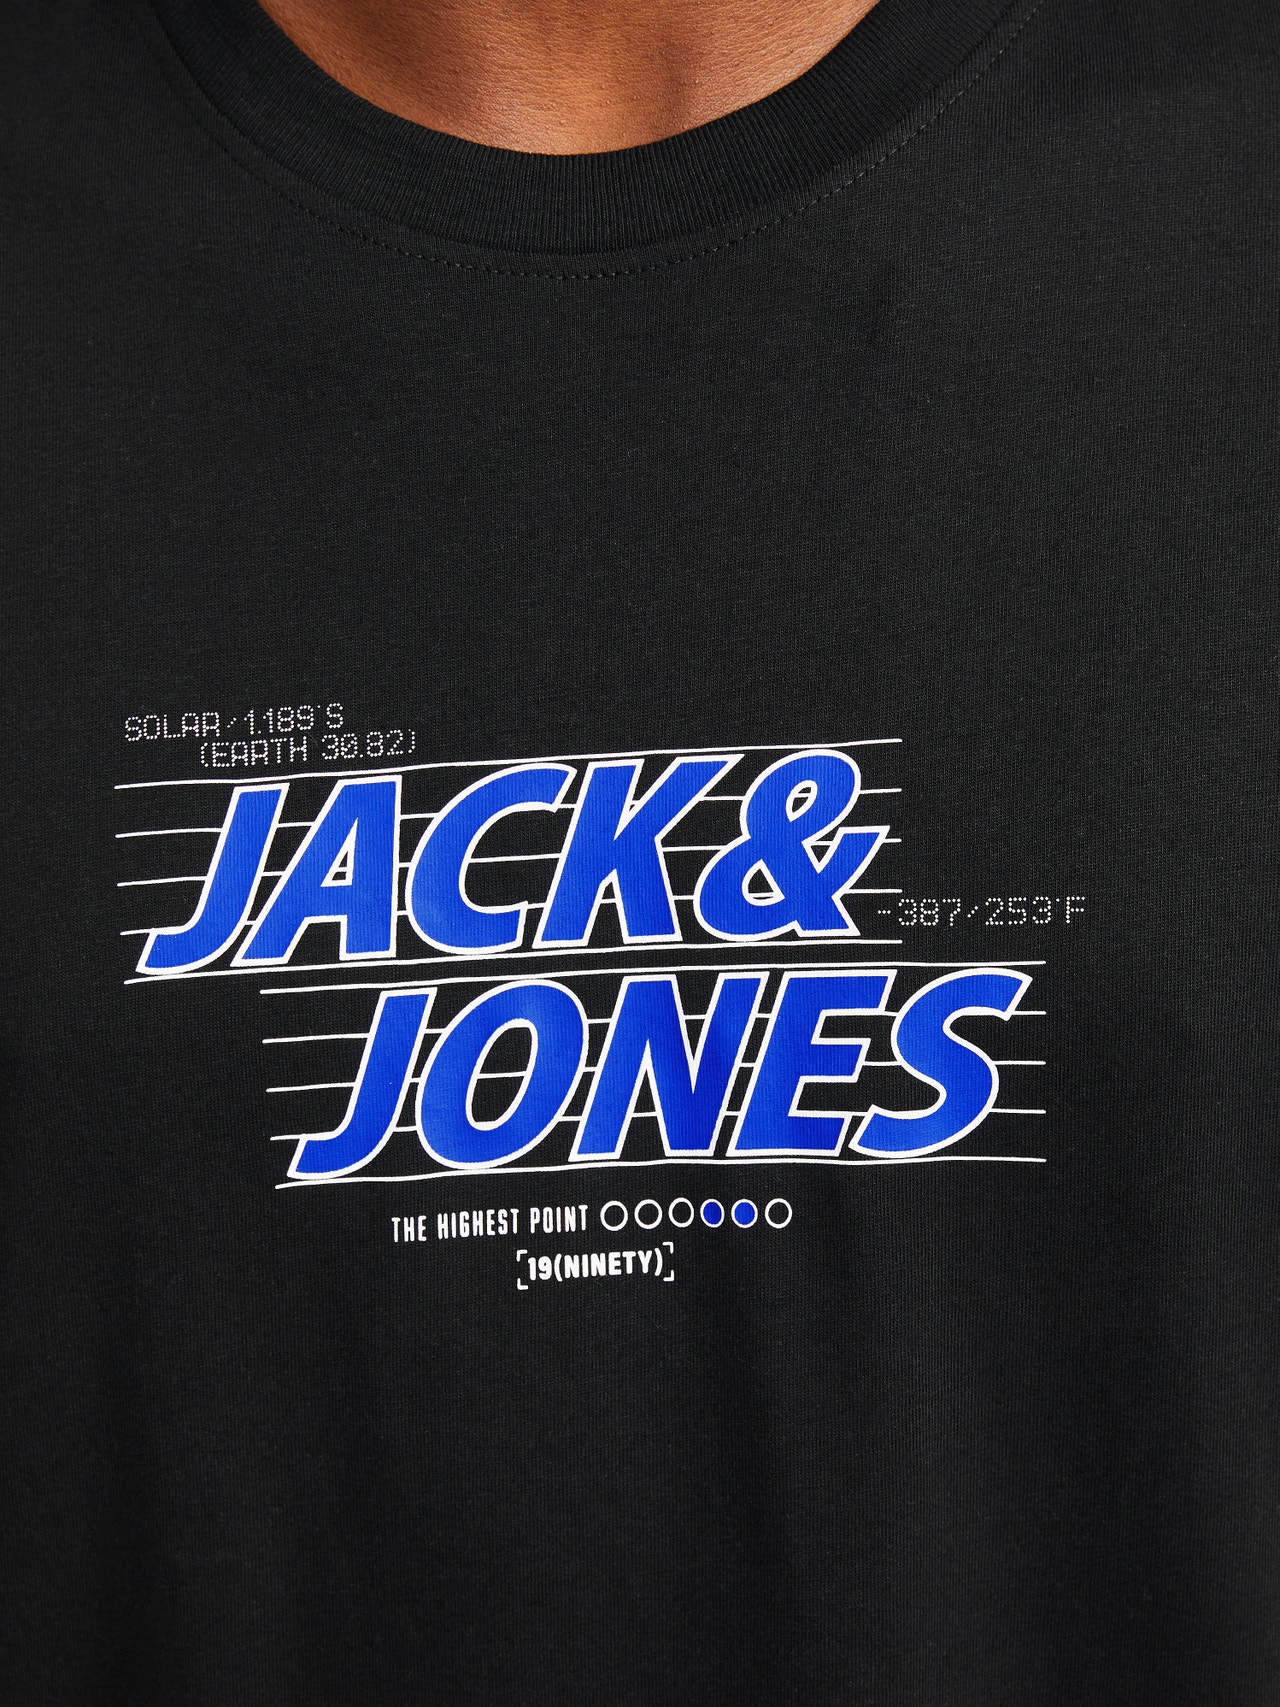 SOLAR/1.189°S
(EARTH 30.82)
JACK&
-387/253°F
JONES
THE HIGHEST POINT
[19(NINETY)]